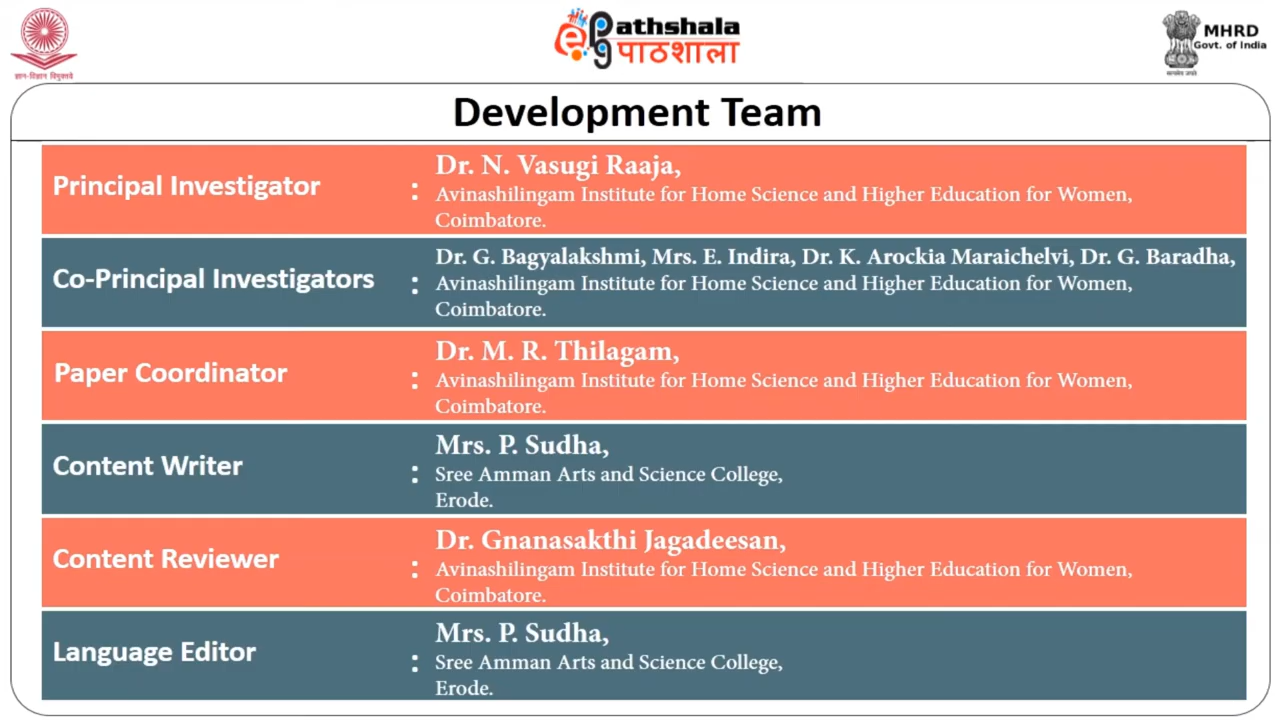 ज्ञान-विज्ञान विमुक्तये
e Pathshala
पाठशाला
MHRD
Govt. of India
सत्यमेव जयते
Development Team
Principal Investigator
:
Dr. N. Vasugi Raaja,
Avinashilingam Institute for Home Science and Higher Education for Women,
Coimbatore.
Co-Principal Investigators
:
Dr. G. Bagyalakshmi, Mrs. E. Indira, Dr. K. Arockia Maraichelvi, Dr. G. Baradha,
Avinashilingam Institute for Home Science and Higher Education for Women,
Coimbatore.
Paper Coordinator
:
Dr. M. R. Thilagam,
Avinashilingam Institute for Home Science and Higher Education for Women,
Coimbatore.
Content Writer
:
Mrs. P. Sudha,
Sree Amman Arts and Science College,
Erode.
Content Reviewer
:
Dr. Gnanasakthi Jagadeesan,
Avinashilingam Institute for Home Science and Higher Education for Women,
Coimbatore.
Language Editor
:
Mrs. P. Sudha,
Sree Amman Arts and Science College,
Erode.